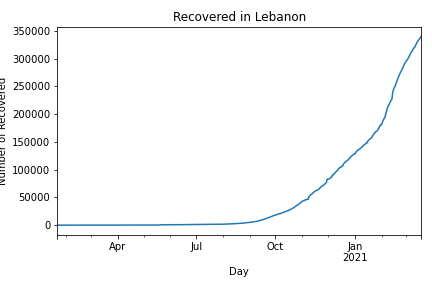 Recovered in Lebanon
350000
300000
250000
200000
150000
100000
50000
0
Number of Recovered
Apr Jul Oct Jan
2021
Day